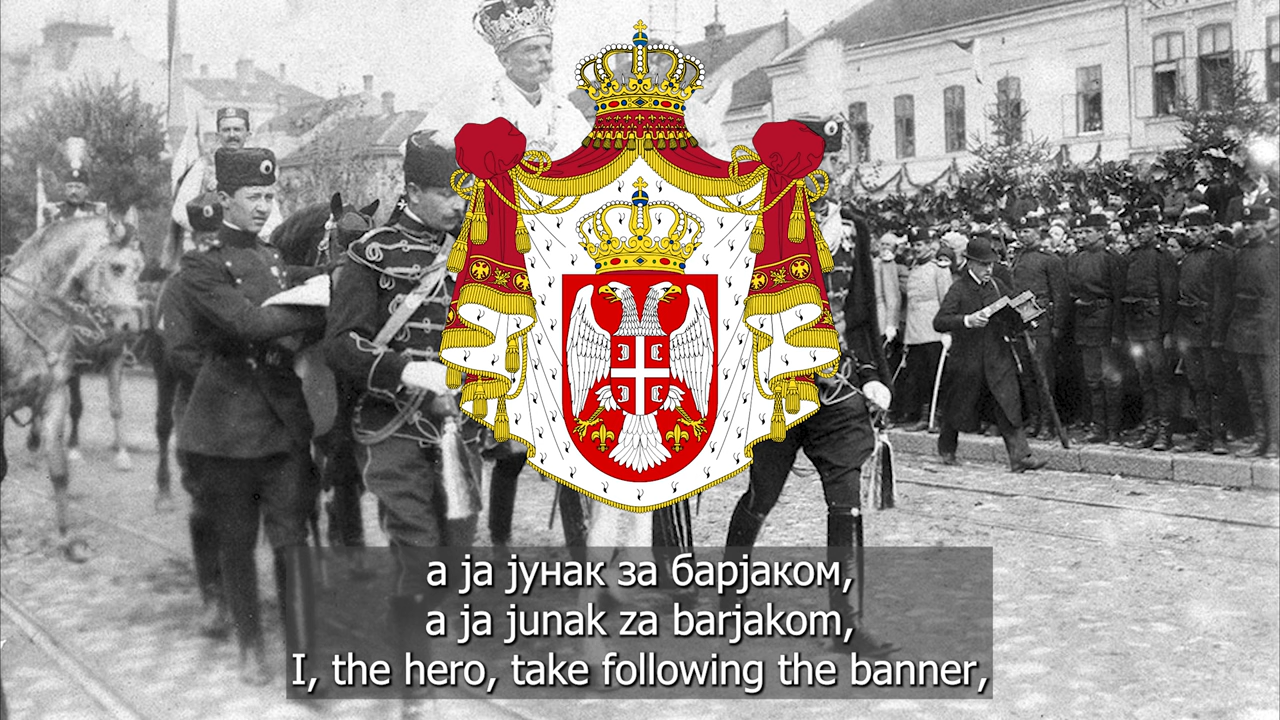 а ја јунак за барјаком,
a ja junak za barjakom,
I, the hero, take following the banner,